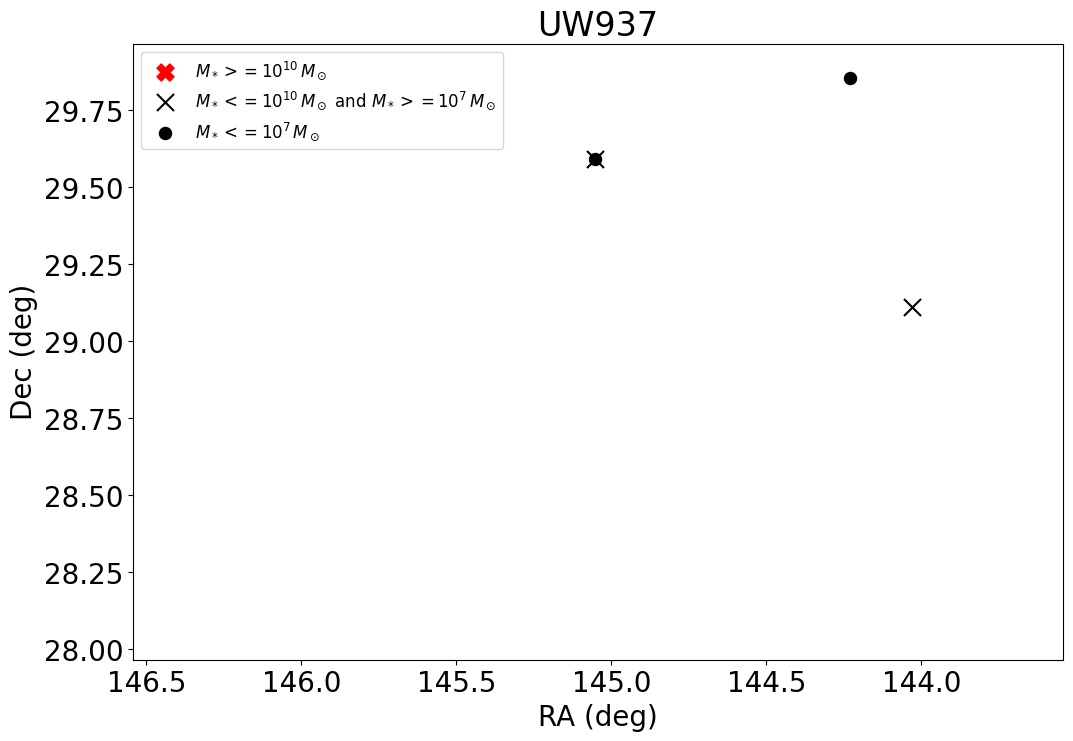 UW937
M* >= 10^10 M⊙
M* <= 10^10 M⊙ and M* >= 10^7 M⊙
M* <= 10^7 M⊙
29.75
29.50
29.25
29.00
28.75
28.50
28.25
28.00
Dec (deg)
146.5 146.0 145.5 145.0 144.5 144.0
RA (deg)